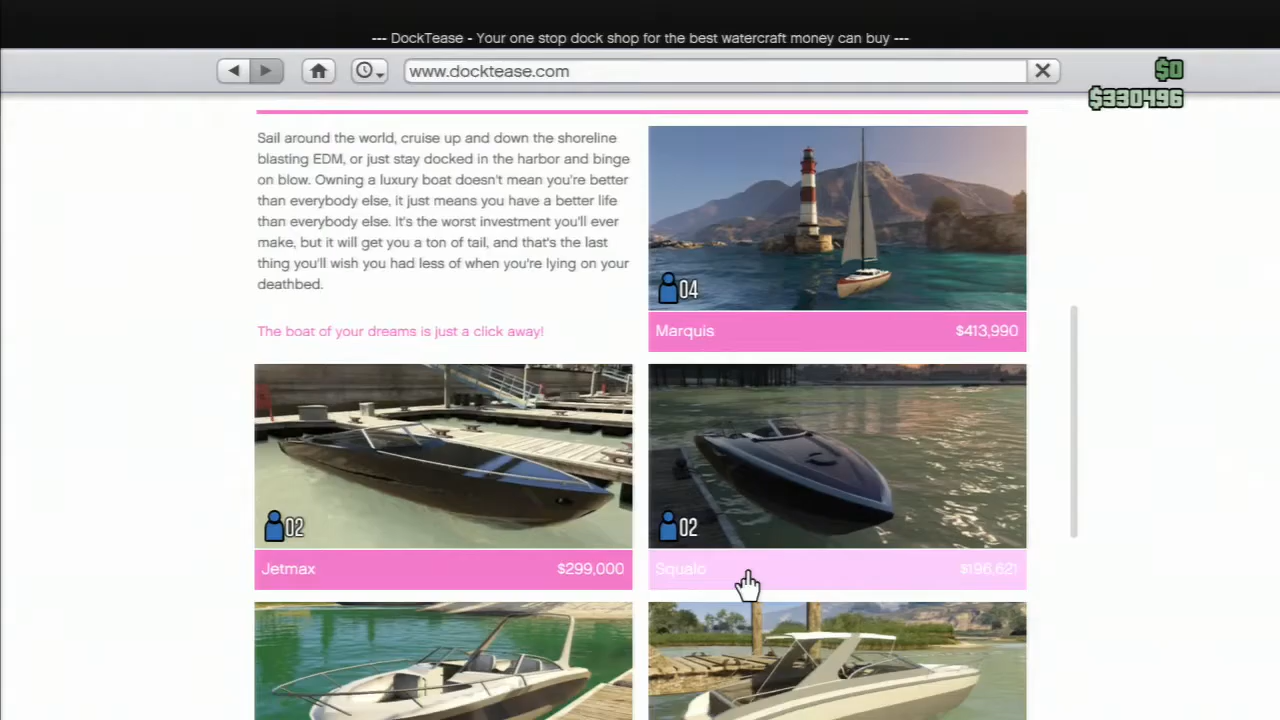 --- DockTease - Your one stop dock shop for the best watercraft money can buy ---
www.docktease.com
$0
$330496
Sail around the world, cruise up and down the shoreline
blasting EDM, or just stay docked in the harbor and binge
on blow. Owning a luxury boat doesn't mean you're better
than everybody else, it just means you have a better life
than everybody else. It's the worst investment you'll ever
make, but it will get you a ton of tail, and that's the last
thing you'll wish you had less of when you're lying on your
deathbed.
The boat of your dreams is just a click away!
04
Marquis $413,990
02
Jetmax $299,000
02
Squalo $196,621